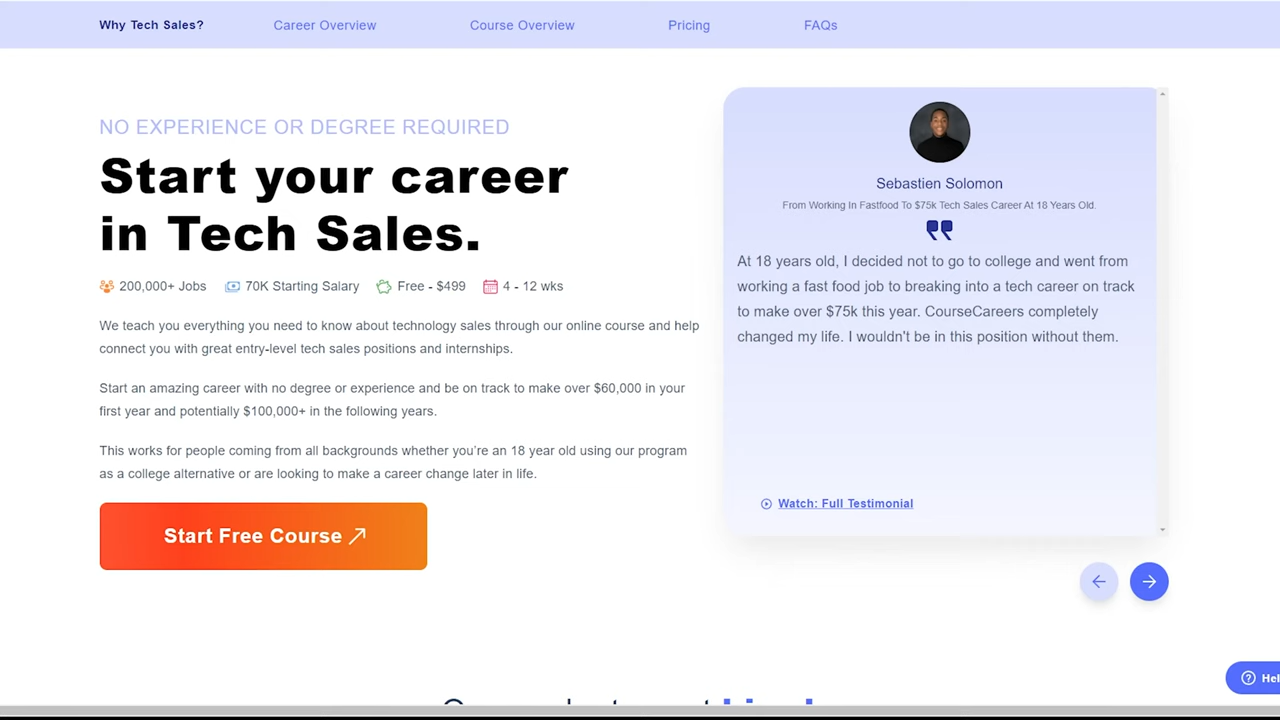 Why Tech Sales?
Career Overview
Course Overview
Pricing
FAQs
NO EXPERIENCE OR DEGREE REQUIRED
Start your career
in Tech Sales.
200,000+ Jobs
70K Starting Salary
Free - $499
4 - 12 wks
We teach you everything you need to know about technology sales through our online course and help
connect you with great entry-level tech sales positions and internships.
Start an amazing career with no degree or experience and be on track to make over $60,000 in your
first year and potentially $100,000+ in the following years.
This works for people coming from all backgrounds whether you're an 18 year old using our program
as a college alternative or are looking to make a career change later in life.
Start Free Course
Sebastien Solomon
From Working In Fastfood To $75k Tech Sales Career At 18 Years Old.
At 18 years old, I decided not to go to college and went from
working a fast food job to breaking into a tech career on track
to make over $75k this year. CourseCareers completely
changed my life. I wouldn't be in this position without them.
Watch: Full Testimonial